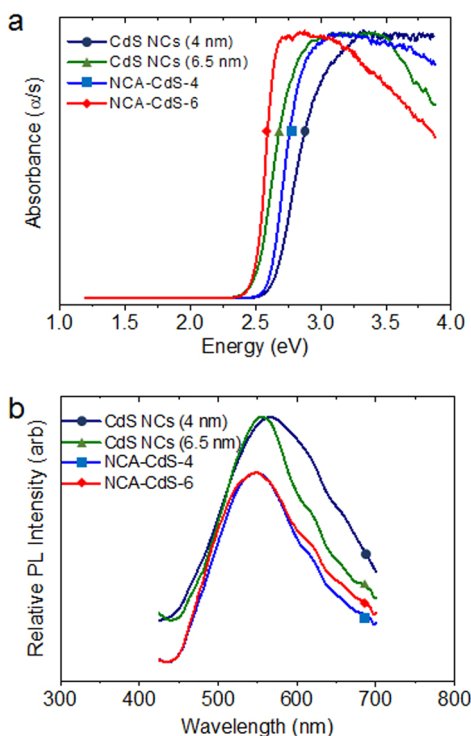 a
CdS NCs (4 nm)
CdS NCs (6.5 nm)
NCA-CdS-4
NCA-CdS-6
Absorbance (α/s)
1.0 1.5 2.0 2.5 3.0 3.5 4.0
Energy (eV)
b
CdS NCs (4 nm)
CdS NCs (6.5 nm)
NCA-CdS-4
NCA-CdS-6
Relative PL Intensity (arb)
300 400 500 600 700 800
Wavelength (nm)